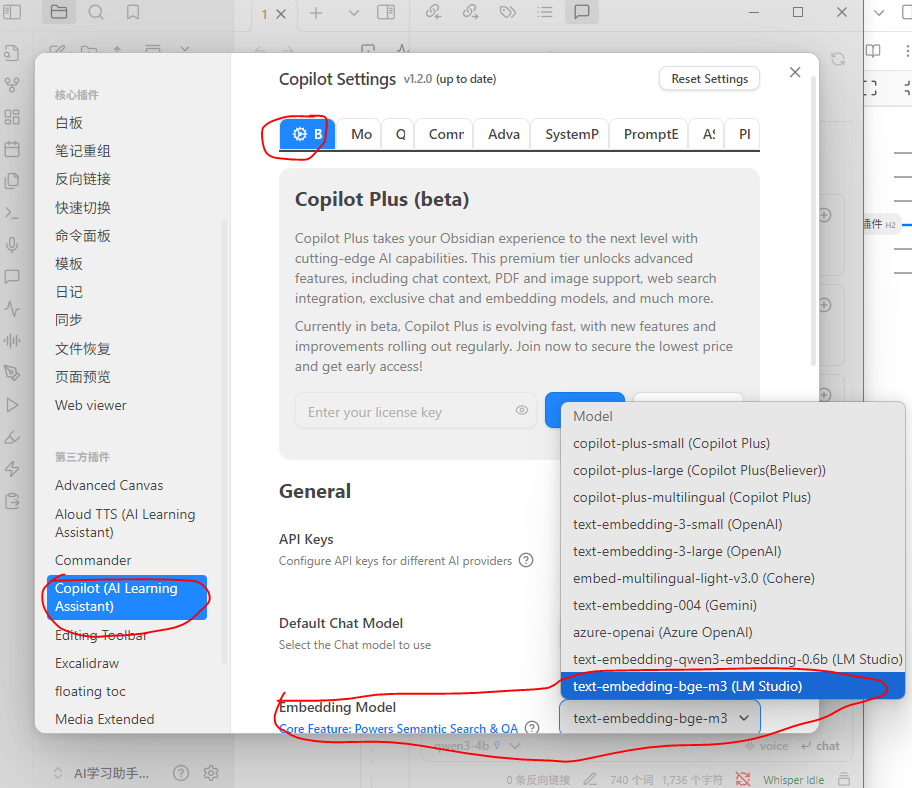 1
核心插件
白板
笔记重组
反向链接
快速切换
命令面板
模板
日记
同步
文件恢复
页面预览
Web viewer
第三方插件
Advanced Canvas
Aloud TTS (AI Learning
Assistant)
Commander
Copilot (AI Learning
Assistant)
Editing Toolbar
Excalidraw
floating toc
Media Extended
Copilot Settings v1.2.0 (up to date)
Reset Settings
B Mo Q Comr Adva SystemP PromptE AS PI
Copilot Plus (beta)
Copilot Plus takes your Obsidian experience to the next level with
cutting-edge AI capabilities. This premium tier unlocks advanced
features, including chat context, PDF and image support, web search
integration, exclusive chat and embedding models, and much more.
Currently in beta, Copilot Plus is evolving fast, with new features and
improvements rolling out regularly. Join now to secure the lowest price
and get early access!
Enter your license key
General
API Keys
Configure API keys for different AI providers
Default Chat Model
Select the Chat model to use
Embedding Model
Core Feature: Powers Semantic Search & QA
text-embedding-bge-m3
Model
copilot-plus-small (Copilot Plus)
copilot-plus-large (Copilot Plus(Believer))
copilot-plus-multilingual (Copilot Plus)
text-embedding-3-small (OpenAI)
text-embedding-3-large (OpenAI)
embed-multilingual-light-v3.0 (Cohere)
text-embedding-004 (Gemini)
azure-openai (Azure OpenAI)
text-embedding-qwen3-embedding-0.6b (LM Studio)
text-embedding-bge-m3 (LM Studio)
插件 H2
qwen3-4b
voice
chat
AI学习助手...
0 条反向链接
740 个词 1,736 个字符
Whisper Idle